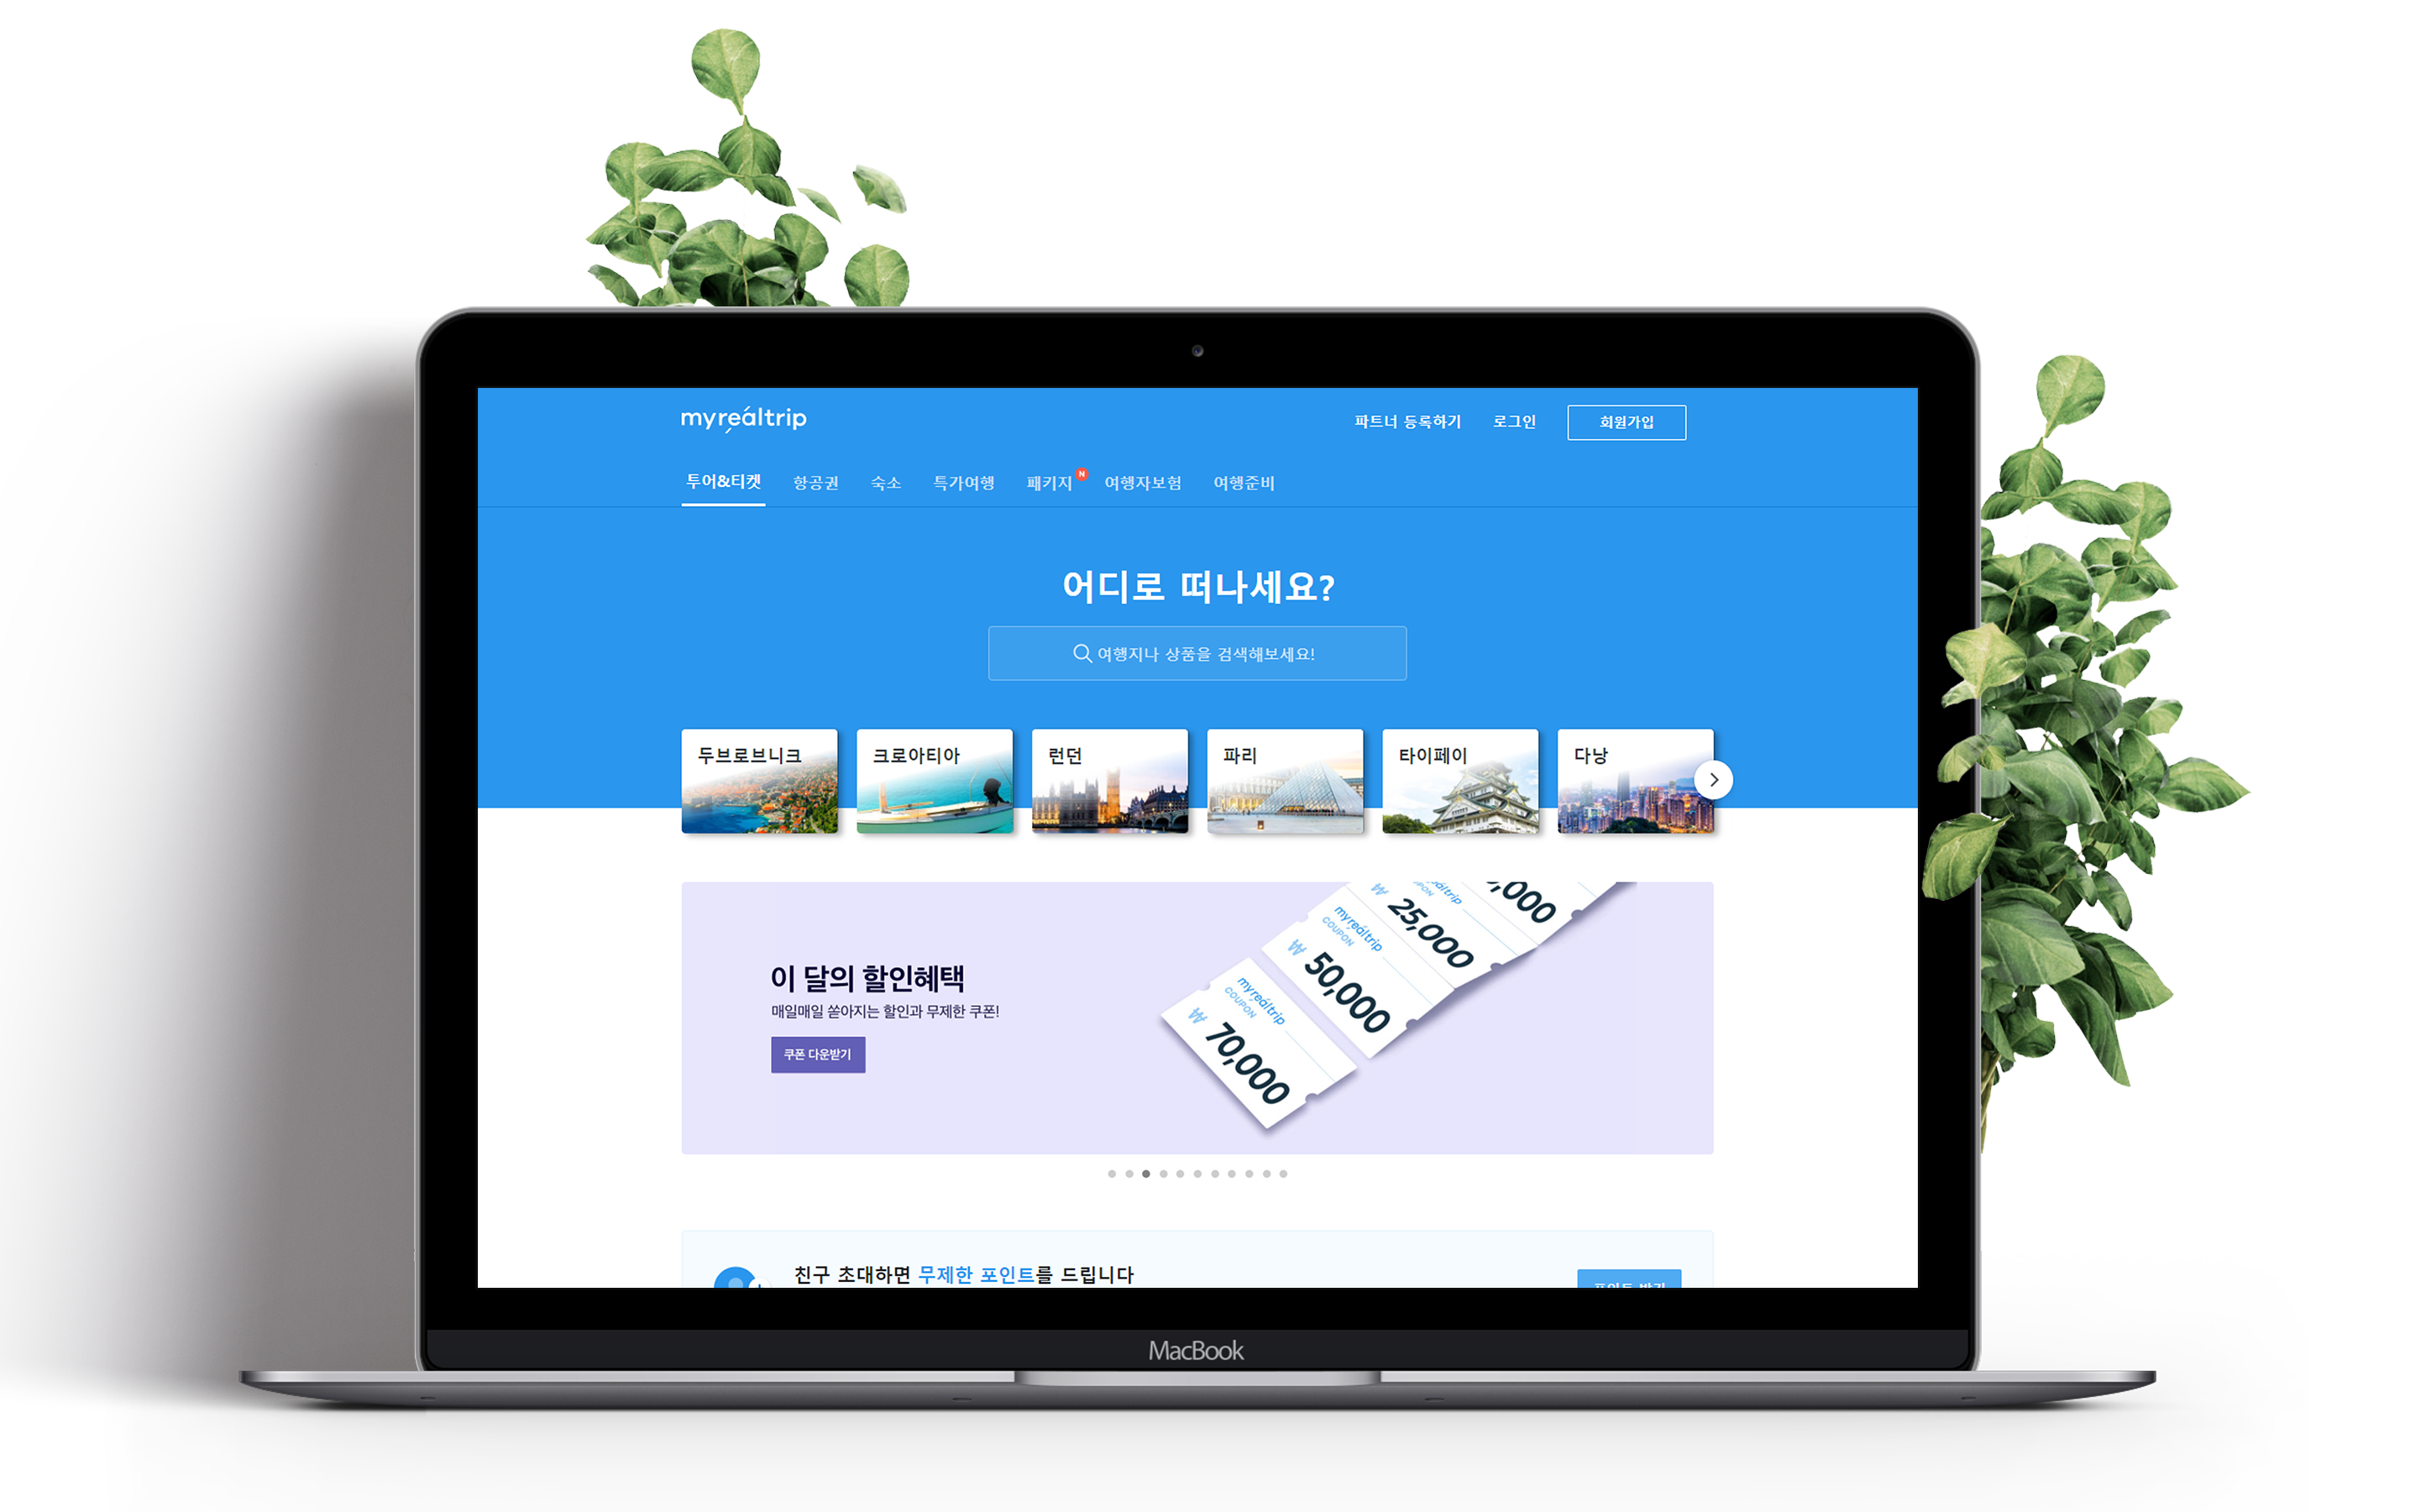 myrealtrip
파트너 등록하기 로그인 회원가입
투어&티켓 항공권 숙소 특가여행 패키지 N 여행자보험 여행준비
어디로 떠나세요?
여행지나 상품을 검색해보세요!
두브로브니크 크로아티아 런던 파리 타이페이 다낭
이 달의 할인혜택
매일매일 쏟아지는 할인과 무제한 쿠폰!
쿠폰 다운받기
myrealtrip
COUPON
₩ 70,000
myrealtrip
COUPON
₩ 50,000
myrealtrip
COUPON
₩ 25,000
,000
친구 초대하면 무제한 포인트를 드립니다
포인트 받기
MacBook